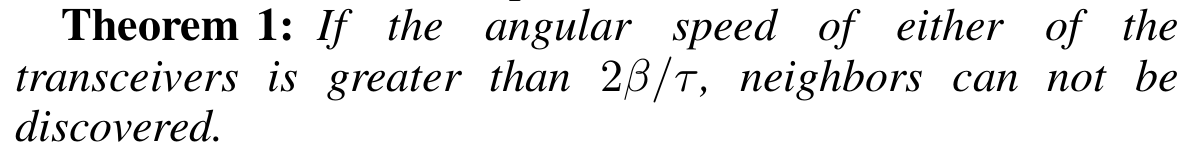 Theorem 1: If the angular speed of either of the
transceivers is greater than 2β/τ, neighbors can not be
discovered.